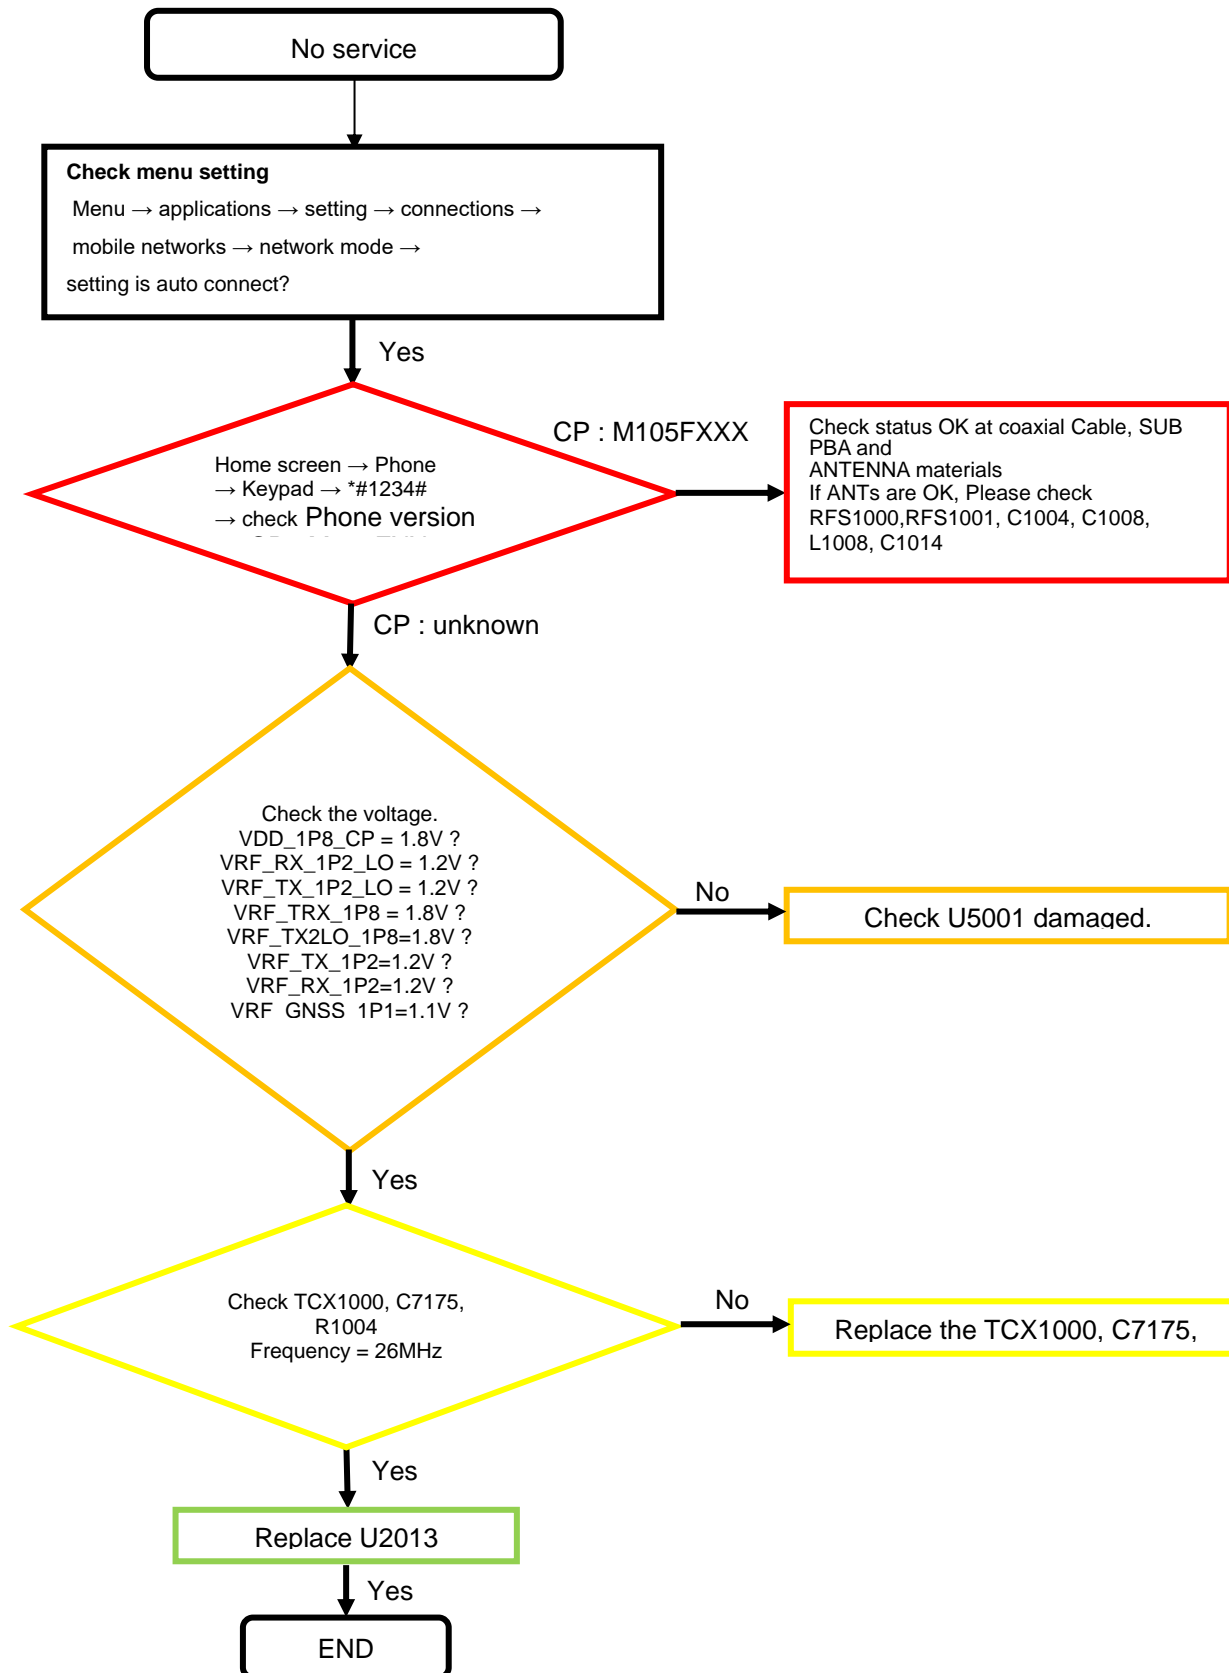 No service
Check menu setting
Menu → applications → setting → connections →
mobile networks → network mode →
setting is auto connect?
Yes
CP : M105FXXX
Home screen → Phone
→ Keypad → *#1234#
→ check Phone version
Check status OK at coaxial Cable, SUB
PBA and
ANTENNA materials
If ANTs are OK, Please check
RFS1000,RFS1001, C1004, C1008,
L1008, C1014
CP : unknown
Check the voltage.
VDD_1P8_CP = 1.8V ?
VRF_RX_1P2_LO = 1.2V ?
VRF_TX_1P2_LO = 1.2V ?
VRF_TRX_1P8 = 1.8V ?
VRF_TX2LO_1P8=1.8V ?
VRF_TX_1P2=1.2V ?
VRF_RX_1P2=1.2V ?
VRF_GNSS_1P1=1.1V ?
No
Check U5001 damaged.
Yes
Check TCX1000, C7175,
R1004
Frequency = 26MHz
No
Replace the TCX1000, C7175,
Yes
Replace U2013
Yes
END